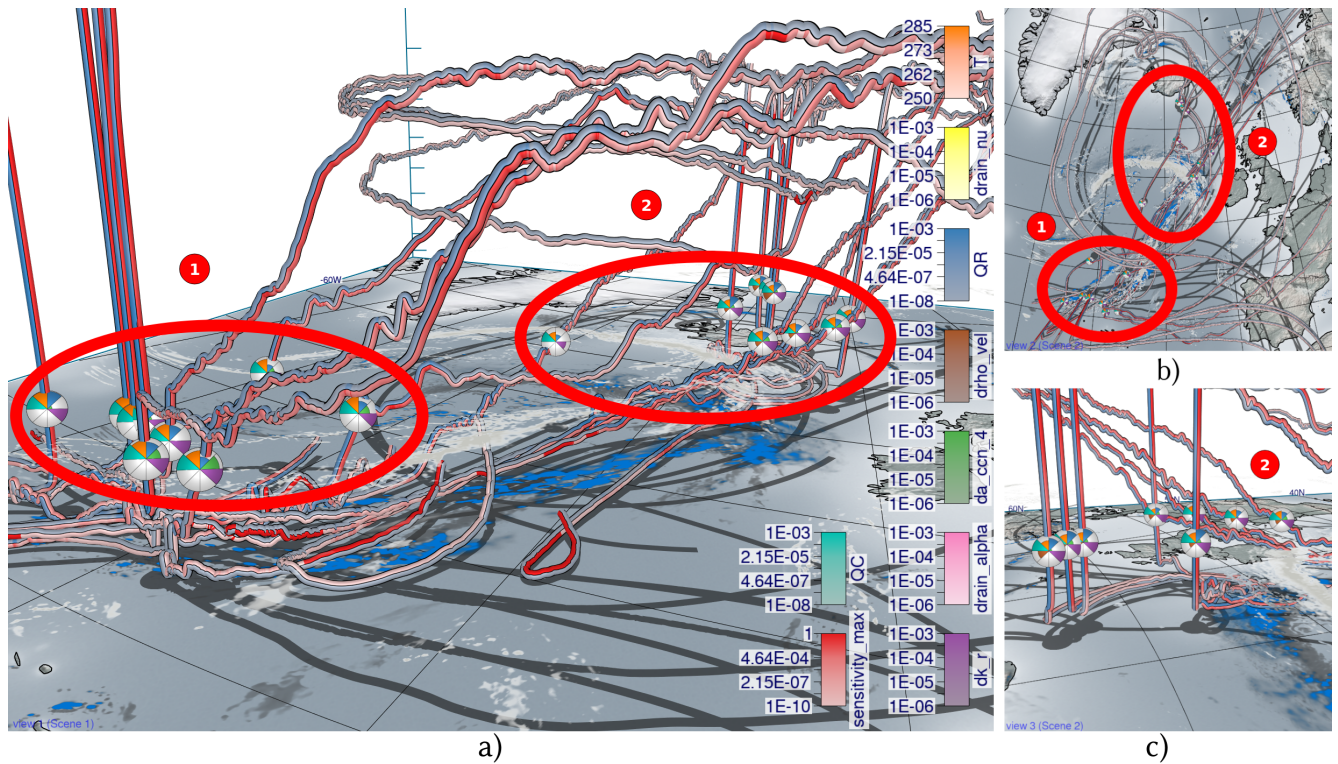 285
273
262
250
T
1E-03
1E-04
1E-05
1E-06
drain_nu
1E-03
2.15E-05
4.64E-07
1E-08
QR
1E-03
1E-04
1E-05
1E-06
drho_vel
1E-03
1E-04
1E-05
1E-06
da_ccn_4
1E-03
2.15E-05
4.64E-07
1E-08
QC
1E-03
1E-04
1E-05
1E-06
drain_alpha
1
4.64E-04
2.15E-07
1E-10
sensitivity_max
1E-03
1E-04
1E-05
1E-06
dk_r
1
2
-60W
view 1 (Scene 1)
a)
2
1
view 2 (Scene 2)
b)
2
60N
40N
view 3 (Scene 2)
c)